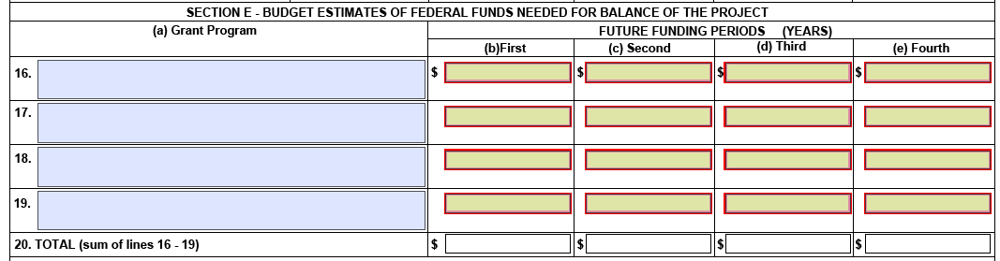 SECTION E - BUDGET ESTIMATES OF FEDERAL FUNDS NEEDED FOR BALANCE OF THE PROJECT
(a) Grant Program
FUTURE FUNDING PERIODS (YEARS)
(b)First (c) Second (d) Third (e) Fourth
16. $ $ $ $
17.
18.
19.
20. TOTAL (sum of lines 16 - 19) $ $ $ $